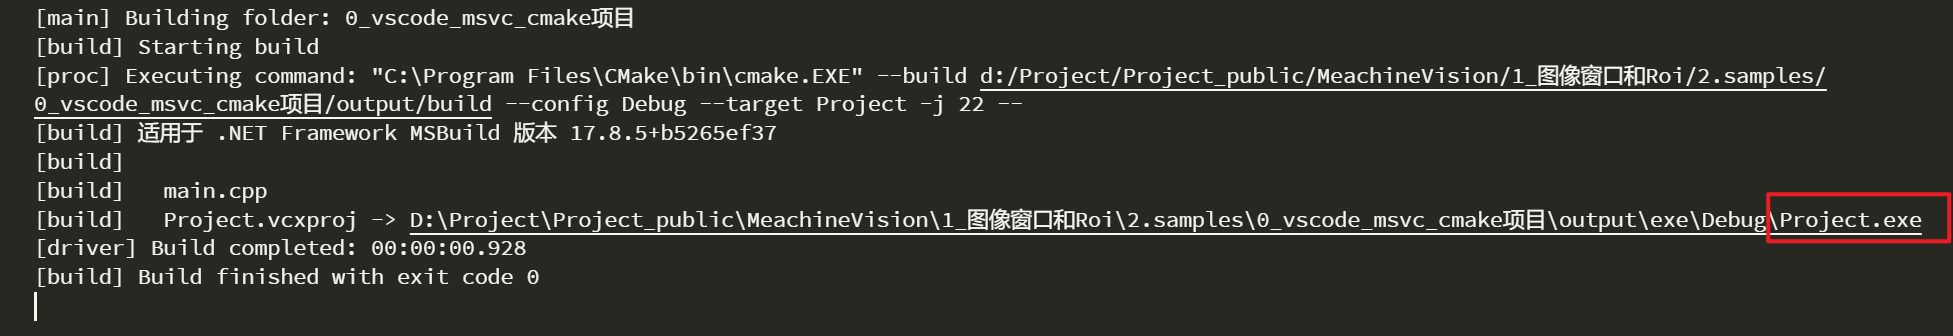 [main] Building folder: 0_vscode_msvc_cmake项目
[build] Starting build
[proc] Executing command: "C:\Program Files\CMake\bin\cmake.EXE" --build d:/Project/Project_public/MeachineVision/1_图像窗口和Roi/2.samples/
0_vscode_msvc_cmake项目/output/build --config Debug --target Project -j 22 --
[build] 适用于 .NET Framework MSBuild 版本 17.8.5+b5265ef37
[build]
[build]   main.cpp
[build]   Project.vcxproj -> D:\Project\Project_public\MeachineVision\1_图像窗口和Roi\2.samples\0_vscode_msvc_cmake项目\output\exe\Debug\Project.exe
[driver] Build completed: 00:00:00.928
[build] Build finished with exit code 0